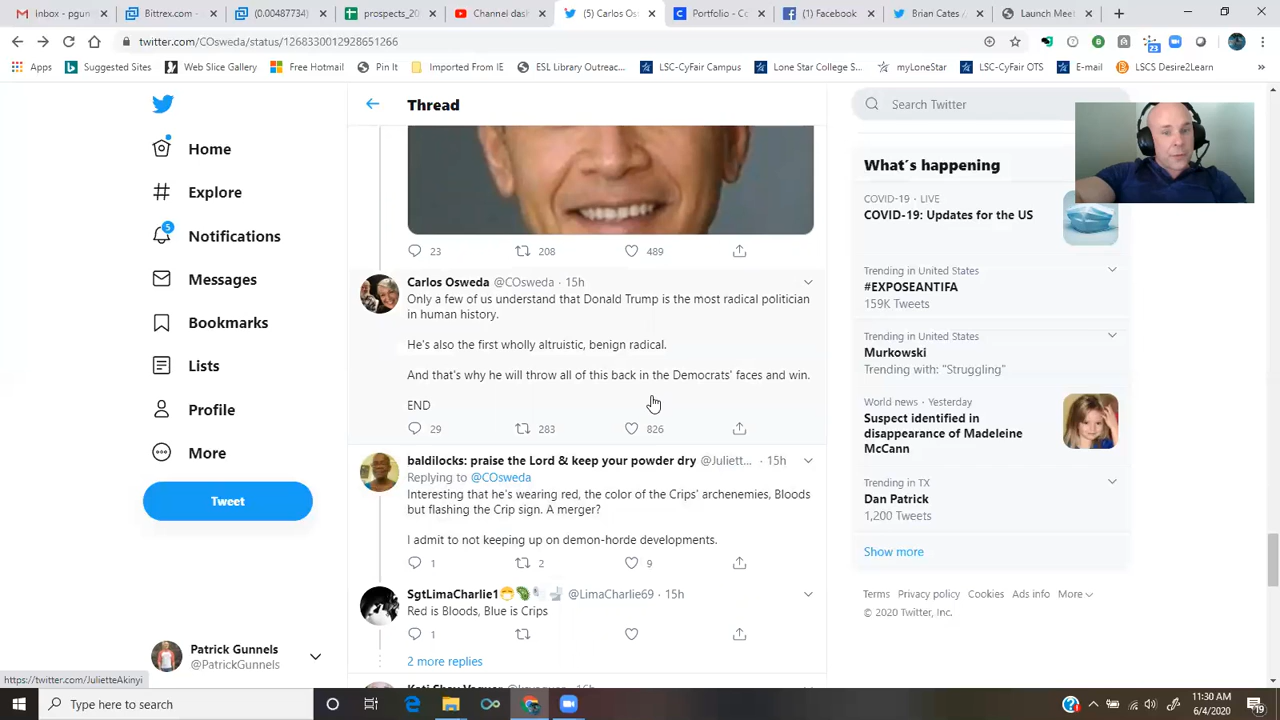 M Inbox - pgun
Bittrex.com -
(0.00487734)
prospects_20
Channel dash
(5) Carlos Os
Portfolio - Co
(1) Facebook
Brian Cates
Launch Meet
twitter.com/COsweda/status/1268330012928651266
Apps
Suggested Sites
Web Slice Gallery
Free Hotmail
Pin It
Imported From IE
ESL Library Outreac...
LSC-CyFair Campus
Lone Star College S...
myLoneStar
LSC-CyFair OTS
E-mail
LSCS Desire2Learn
»
23
Home
Explore
Notifications
5
Messages
Bookmarks
Lists
Profile
More
Tweet
Patrick Gunnels
@PatrickGunnels
https://twitter.com/JulietteAkinyi
Thread
23 208 489
Carlos Osweda @COsweda · 15h
Only a few of us understand that Donald Trump is the most radical politician
in human history.
He's also the first wholly altruistic, benign radical.
And that's why he will throw all of this back in the Democrats' faces and win.
END
29 283 826
baldilocks: praise the Lord & keep your powder dry @Juliett... · 15h
Replying to @COsweda
Interesting that he's wearing red, the color of the Crips' archenemies, Bloods
but flashing the Crip sign. A merger?
I admit to not keeping up on demon-horde developments.
1 2 9
SgtLimaCharlie1 @LimaCharlie69 · 15h
Red is Bloods, Blue is Crips
1
2 more replies
Search Twitter
What's happening
COVID-19 · LIVE
COVID-19: Updates for the US
Trending in United States
#EXPOSEANTIFA
159K Tweets
Trending in United States
Murkowski
Trending with: "Struggling"
World news · Yesterday
Suspect identified in
disappearance of Madeleine
McCann
Trending in TX
Dan Patrick
1,200 Tweets
Show more
Terms Privacy policy Cookies Ads info More
© 2020 Twitter, Inc.
Type here to search
11:30 AM
6/4/2020
19